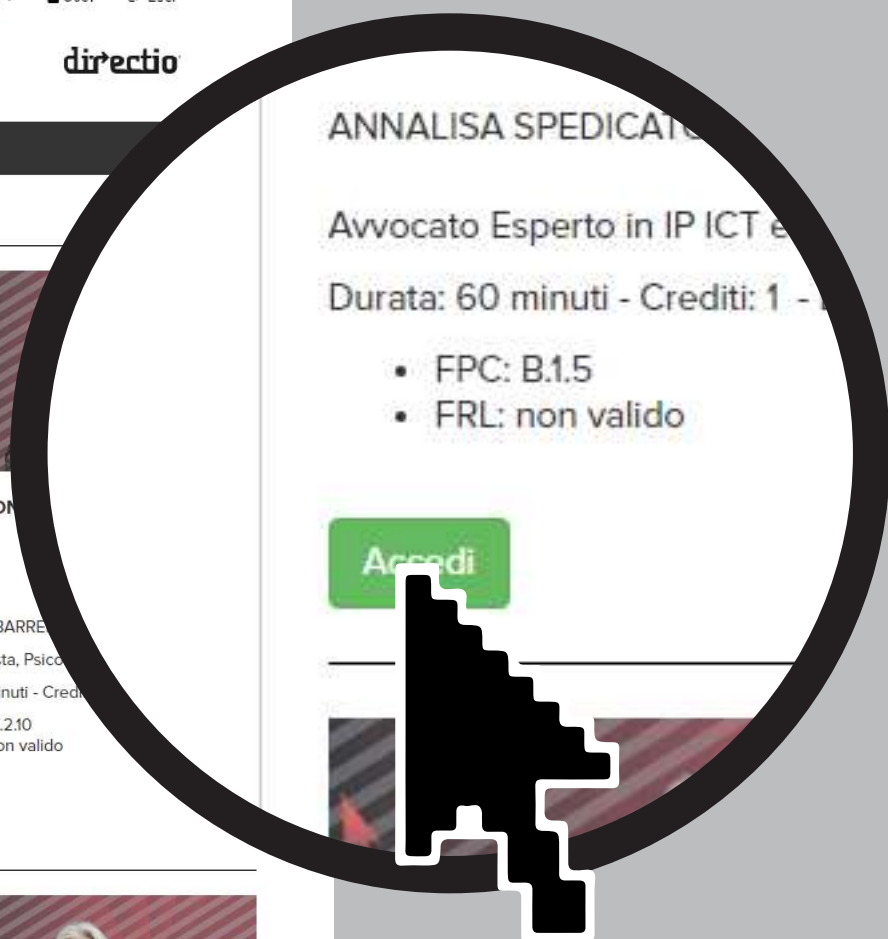 directio
ANNALISA SPEDICATO
Avvocato Esperto in IP ICT e
Durata: 60 minuti - Crediti: 1 -
• FPC: B.1.5
• FRL: non valido
Accedi
BARRE
sta, Psico
nuti - Credi
.2.10
on valido